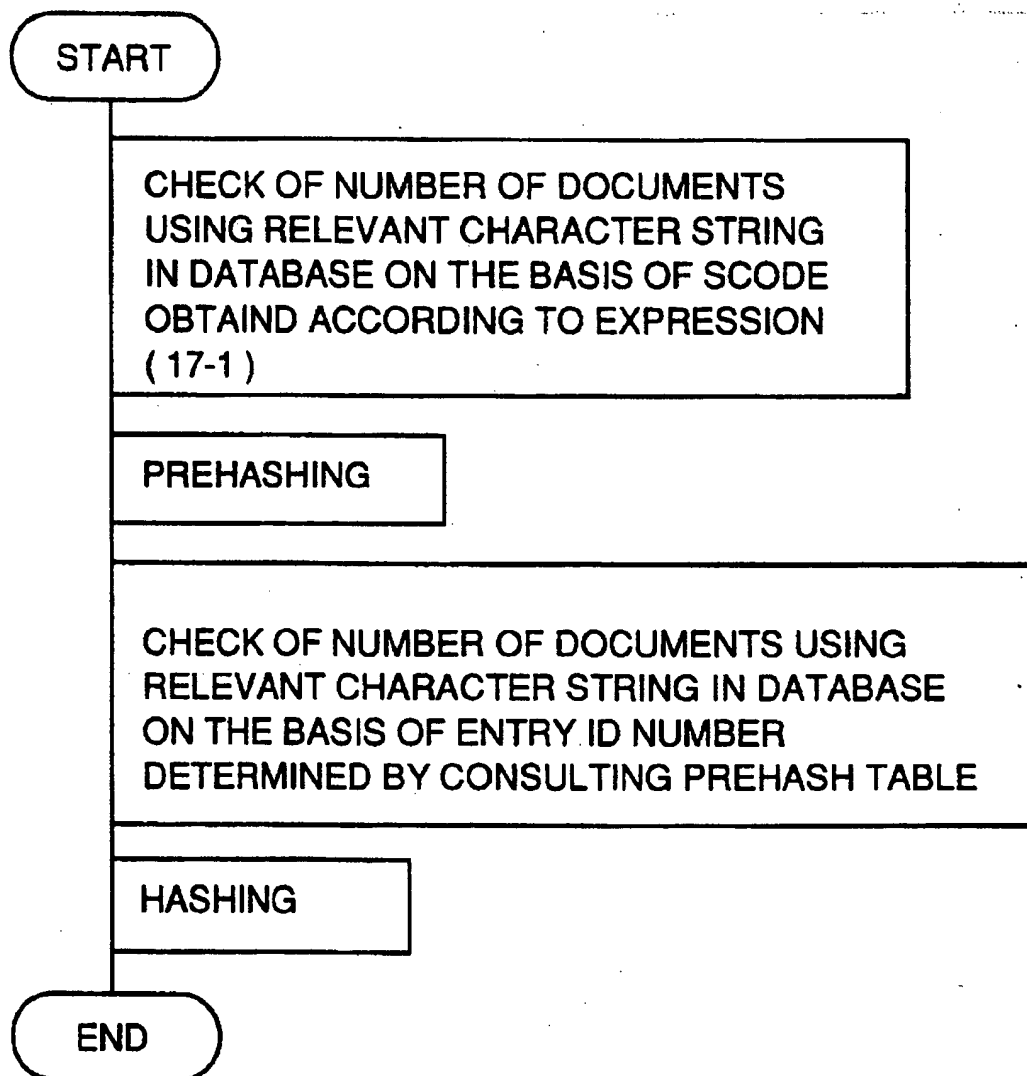 START
CHECK OF NUMBER OF DOCUMENTS
USING RELEVANT CHARACTER STRING
IN DATABASE ON THE BASIS OF SCODE
OBTAIND ACCORDING TO EXPRESSION
( 17-1 )
PREHASHING
CHECK OF NUMBER OF DOCUMENTS USING
RELEVANT CHARACTER STRING IN DATABASE
ON THE BASIS OF ENTRY ID NUMBER
DETERMINED BY CONSULTING PREHASH TABLE
HASHING
END